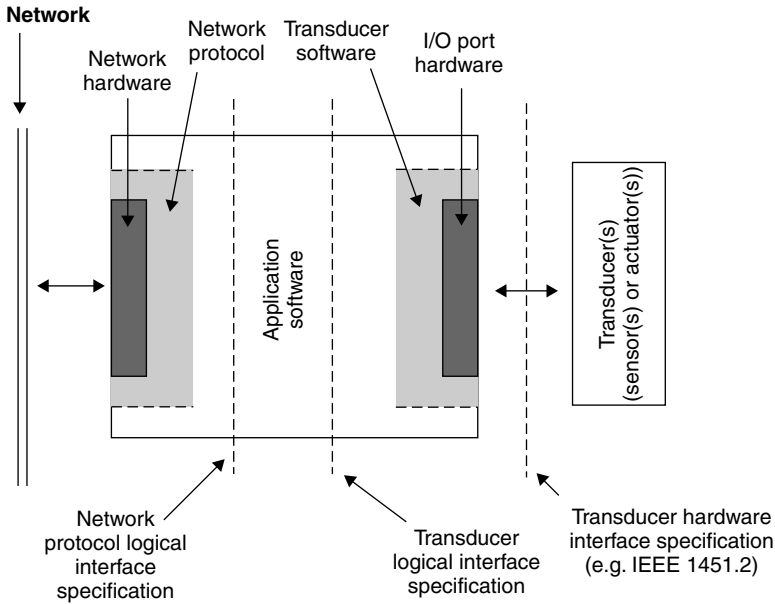 Network
Network
hardware
Network
protocol
Transducer
software
I/O port
hardware
Application
software
Transducer(s)
(sensor(s) or actuator(s))
Network
protocol logical
interface
specification
Transducer
logical interface
specification
Transducer hardware
interface specification
(e.g. IEEE 1451.2)